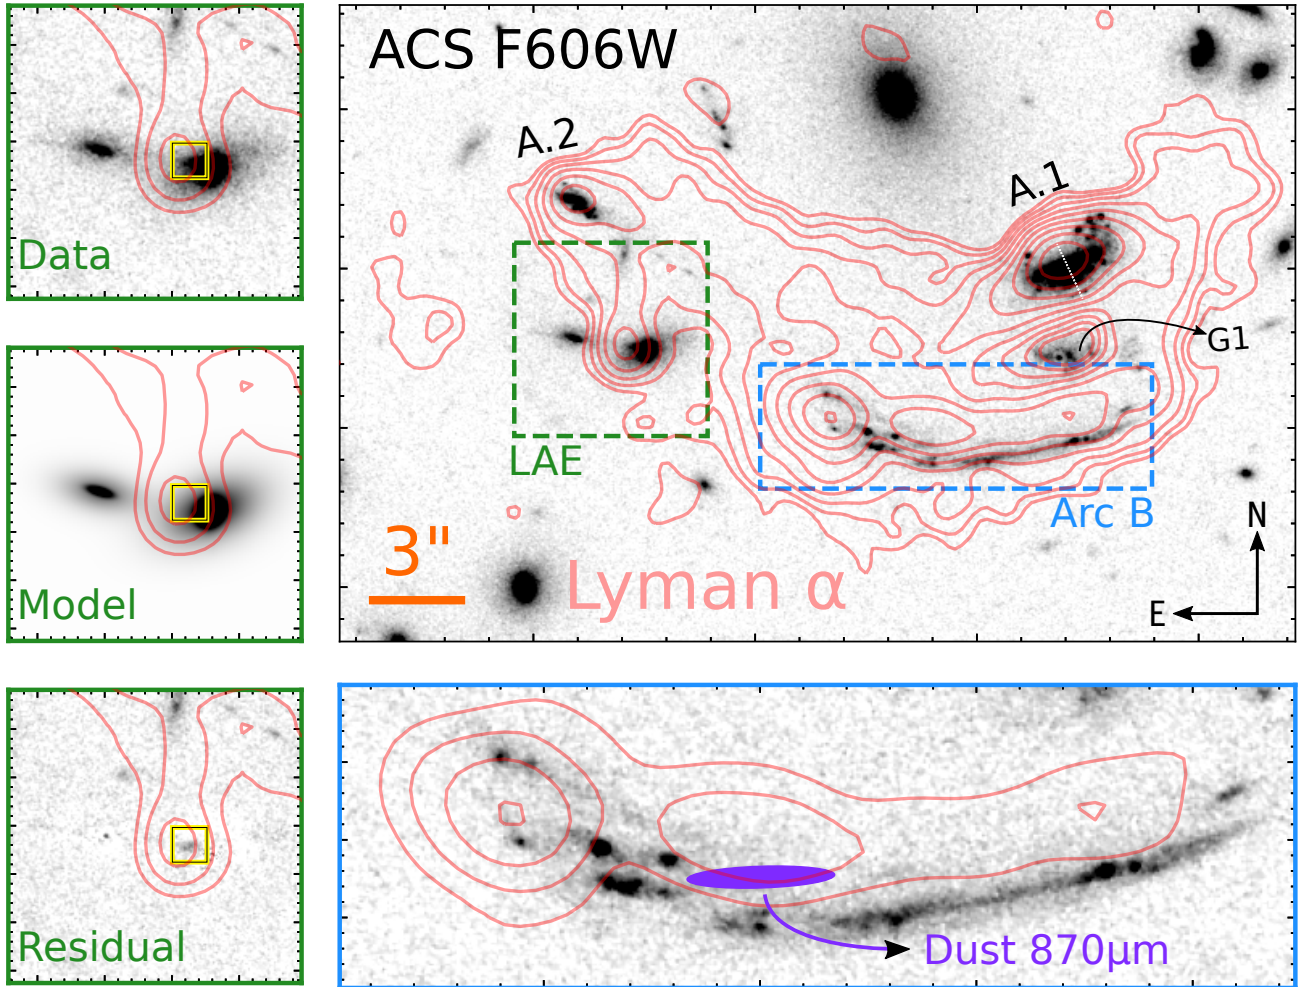 Data
Model
Residual
ACS F606W
A.2
A.1
G1
LAE
Arc B
3"
Lyman α
N
E
Dust 870μm